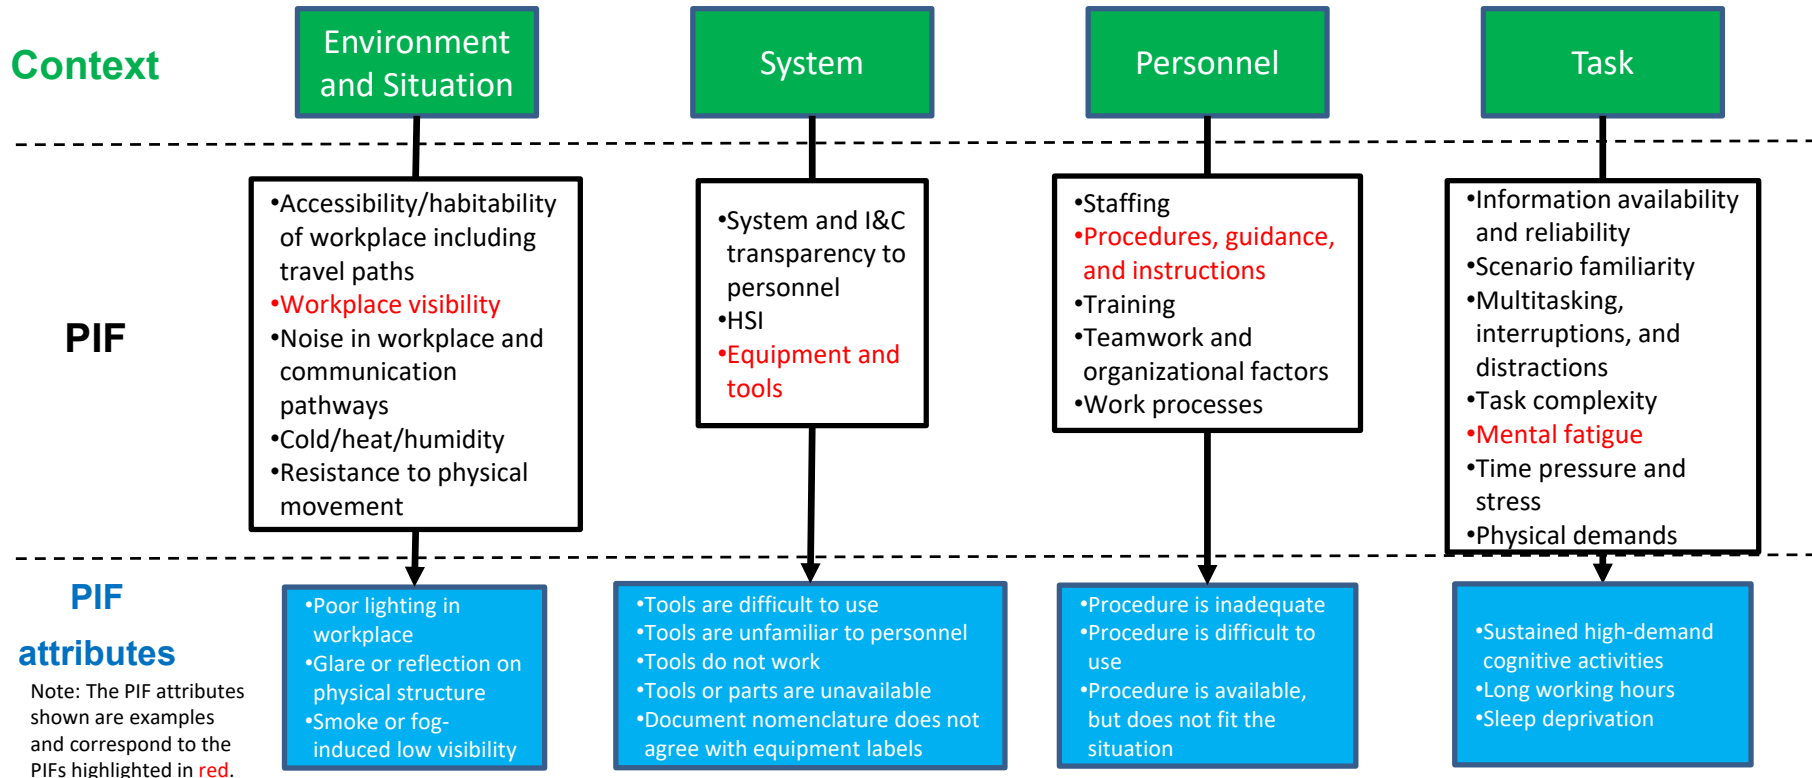 Context
Environment
and Situation
System
Personnel
Task
PIF
•Accessibility/habitability
of workplace including
travel paths
•Workplace visibility
•Noise in workplace and
communication
pathways
•Cold/heat/humidity
•Resistance to physical
movement
•System and I&C
transparency to
personnel
•HSI
•Equipment and
tools
•Staffing
•Procedures, guidance,
and instructions
•Training
•Teamwork and
organizational factors
•Work processes
•Information availability
and reliability
•Scenario familiarity
•Multitasking,
interruptions, and
distractions
•Task complexity
•Mental fatigue
•Time pressure and
stress
•Physical demands
PIF
attributes
Note: The PIF attributes
shown are examples
and correspond to the
PIFs highlighted in red.
•Poor lighting in
workplace
•Glare or reflection on
physical structure
•Smoke or fog-
induced low visibility
•Tools are difficult to use
•Tools are unfamiliar to personnel
•Tools do not work
•Tools or parts are unavailable
•Document nomenclature does not
agree with equipment labels
•Procedure is inadequate
•Procedure is difficult to
use
•Procedure is available,
but does not fit the
situation
•Sustained high-demand
cognitive activities
•Long working hours
•Sleep deprivation